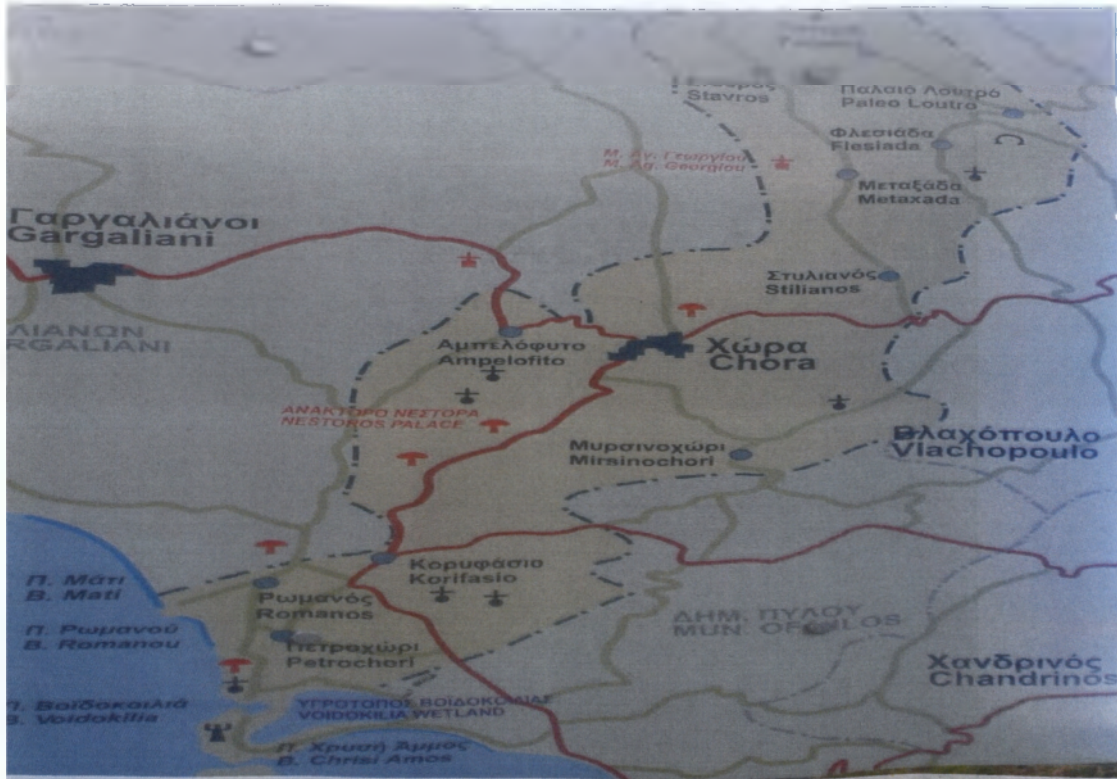 Stavros
Παλαιό Λουτρό
Paleo Loutro
Φλεσιάδα
Flesiada
Μ. Αγ. Γεωργίου
M. Ag. Georgiou
Μεταξάδα
Metaxada
Γαργαλιάνοι
Gargaliani
Στυλιανός
Stilianos
ΛΙΑΝΩΝ
RGALIANI
Αμπελόφυτο
Ampelofito
Χώρα
Chora
ΑΝΑΚΤΟΡΟ ΝΕΣΤΟΡΑ
NESTOROS PALACE
Μυρσινοχώρι
Mirsinochori
Βλαχόπουλο
Vlachopoulo
Κορυφάσιο
Korifasio
Π. Μάτι
B. Mati
Ρωμανός
Romanos
ΔΗΜ. ΠΥΛΟΥ
MUN. OF
Π. Ρωμανού
B. Romanou
Πετροχώρι
Petrochori
Χανδρινός
Chandrinos
Π. Βοϊδοκοιλιά
B. Voidokilia
ΥΓΡΟΤΟΠΟΣ ΒΟΪΔΟΚΟΙΛΙΑΣ
VOIDOKILIA WETLAND
Π. Χρυσή Άμμος
B. Chrisi Amos